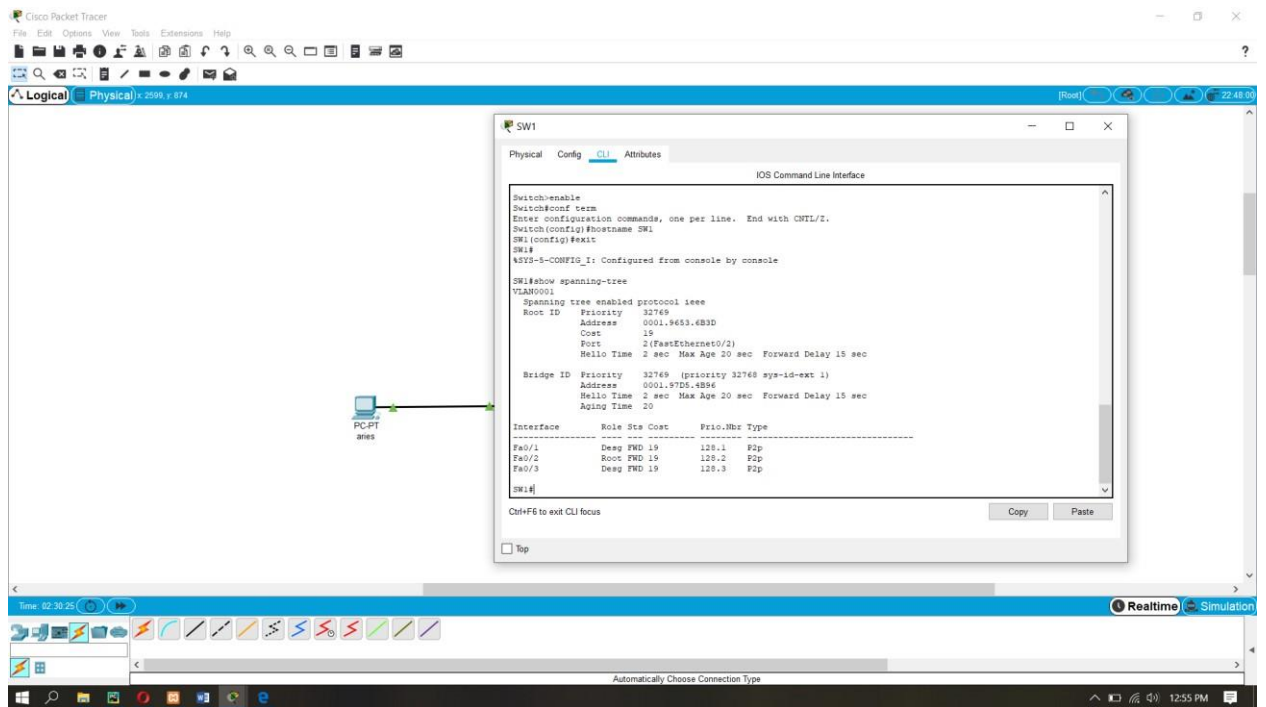 Cisco Packet Tracer
File Edit Options View Tools Extensions Help
?
Logical Physical x: 2599, y: 874 [Root] 22:48:00
SW1
Physical Config CLI Attributes
IOS Command Line Interface
Switch>enable
Switch#conf term
Enter configuration commands, one per line. End with CNTL/Z.
Switch(config)#hostname SW1
SW1(config)#exit
SW1#
%SYS-5-CONFIG_I: Configured from console by console
SW1#show spanning-tree
VLAN0001
Spanning tree enabled protocol ieee
Root ID Priority 32769
Address 0001.9653.6B3D
Cost 19
Port 2(FastEthernet0/2)
Hello Time 2 sec Max Age 20 sec Forward Delay 15 sec
Bridge ID Priority 32769 (priority 32768 sys-id-ext 1)
Address 0001.97D5.4B96
Hello Time 2 sec Max Age 20 sec Forward Delay 15 sec
Aging Time 20
Interface Role Sts Cost Prio.Nbr Type
---------------- ---- --- --------- -------- --------------------------------
Fa0/1 Desg FWD 19 128.1 P2p
Fa0/2 Root FWD 19 128.2 P2p
Fa0/3 Desg FWD 19 128.3 P2p
SW1#
Ctrl+F6 to exit CLI focus Copy Paste
Top
PC-PT
aries
Time: 02:30:25 Realtime Simulation
Automatically Choose Connection Type
12:55 PM